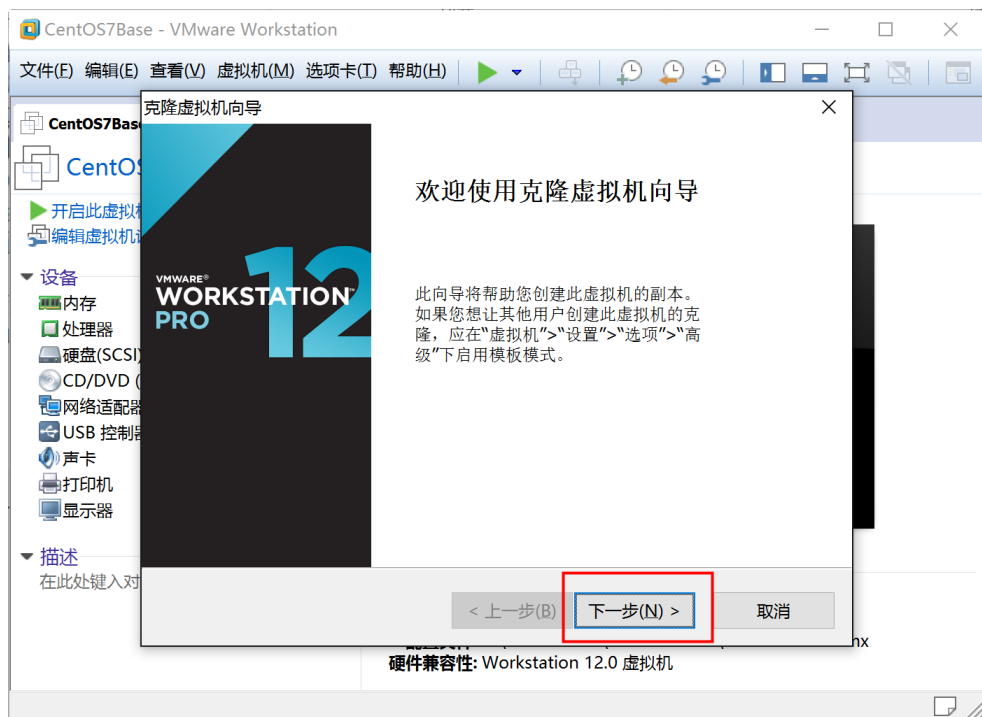 CentOS7Base - VMware Workstation
文件(F) 编辑(E) 查看(V) 虚拟机(M) 选项卡(T) 帮助(H)
克隆虚拟机向导
CentOS7Base
CentOS
开启此虚拟机
编辑虚拟机
设备
内存
处理器
硬盘(SCSI)
CD/DVD (
网络适配器
USB 控制器
声卡
打印机
显示器
描述
在此处键入对
VMWARE®
WORKSTATION™
PRO
12
欢迎使用克隆虚拟机向导
此向导将帮助您创建此虚拟机的副本。
如果您想让其他用户创建此虚拟机的克
隆，应在“虚拟机”>“设置”>“选项”>“高
级”下启用模板模式。
< 上一步(B)
下一步(N) >
取消
硬件兼容性: Workstation 12.0 虚拟机